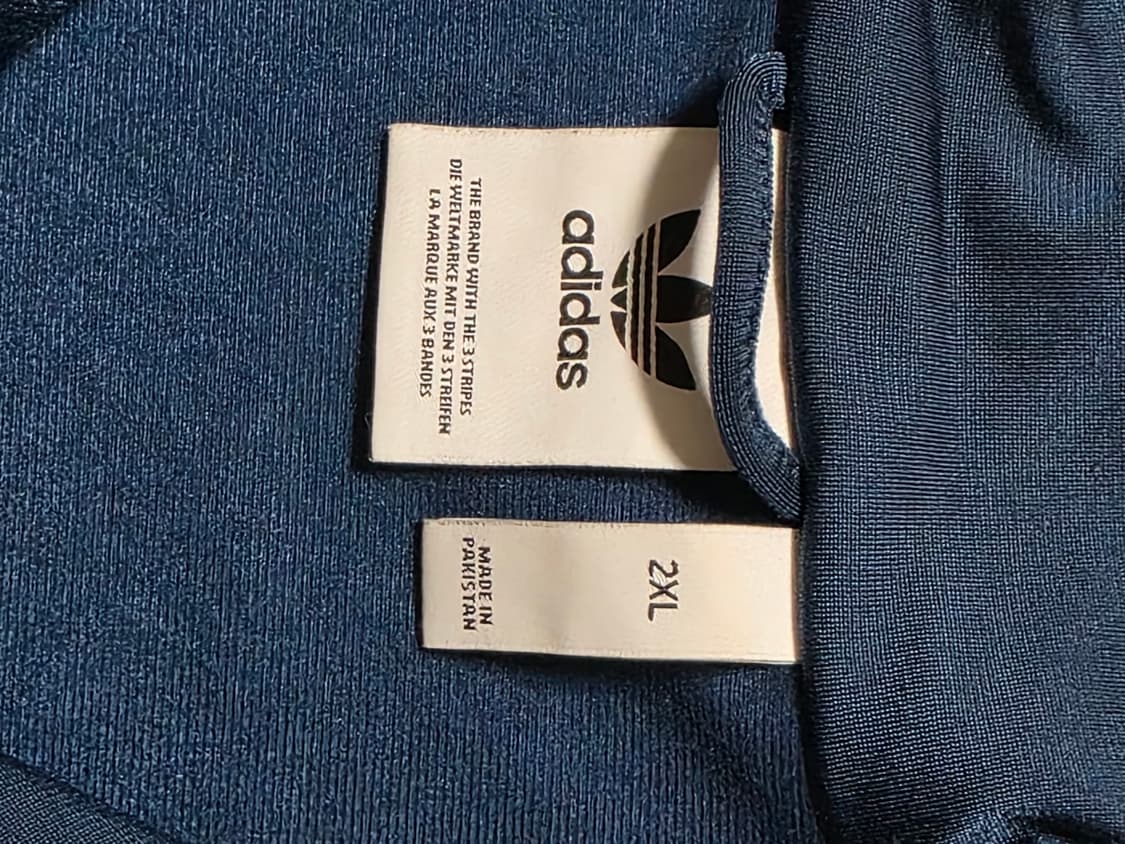 adidas
THE BRAND WITH THE 3 STRIPES
DIE WELTMARKE MIT DEN 3 STREIFEN
LA MARQUE AUX 3 BANDES
2XL
MADE IN
PAKISTAN